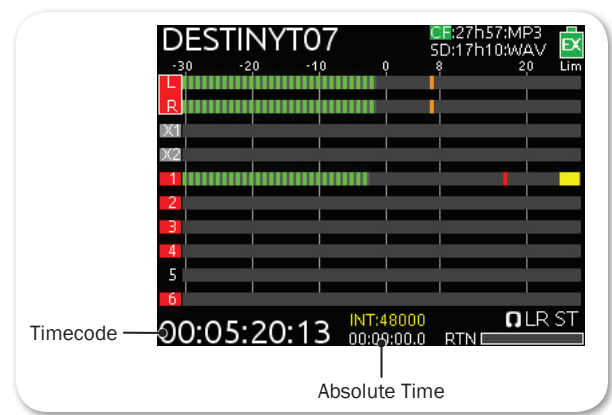 DESTINYT07
CF:27h57:MP3
SD:17h10:WAV
EX
-30 -20 -10 0 8 20 Lim
L
R
X1
X2
1
2
3
4
5
6
Timecode
00:05:20:13
INT:48000
00:00:00.0
LR ST
RTN
Absolute Time